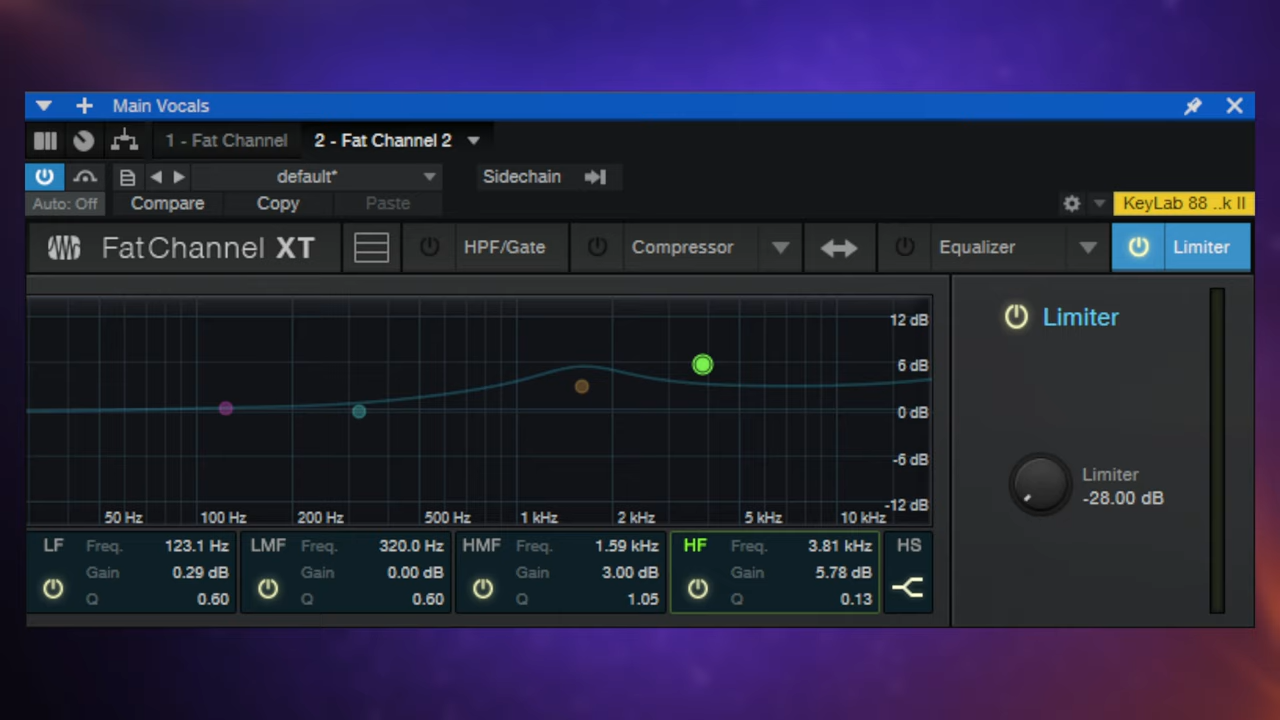 Main Vocals
1 - Fat Channel 2 - Fat Channel 2
default* Sidechain
Auto: Off Compare Copy Paste KeyLab 88 ..k II
FatChannel XT HPF/Gate Compressor Equalizer Limiter
12 dB
6 dB
0 dB
-6 dB
-12 dB
50 Hz 100 Hz 200 Hz 500 Hz 1 kHz 2 kHz 5 kHz 10 kHz
LF Freq. 123.1 Hz LMF Freq. 320.0 Hz HMF Freq. 1.59 kHz HF Freq. 3.81 kHz HS
Gain 0.29 dB Gain 0.00 dB Gain 3.00 dB Gain 5.78 dB
Q 0.60 Q 0.60 Q 1.05 Q 0.13
Limiter
Limiter
-28.00 dB